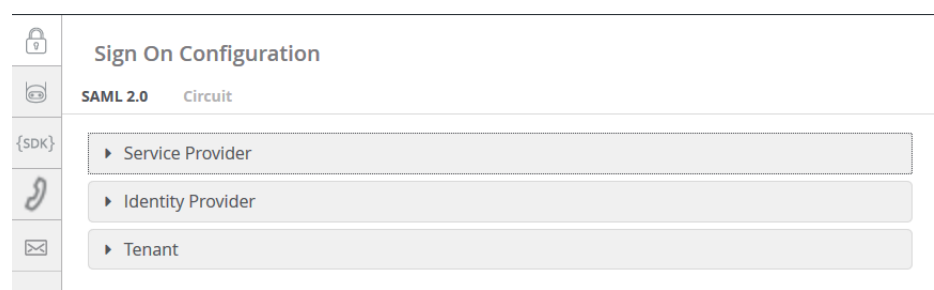 Sign On Configuration
SAML 2.0 Circuit
{SDK}
Service Provider
Identity Provider
Tenant